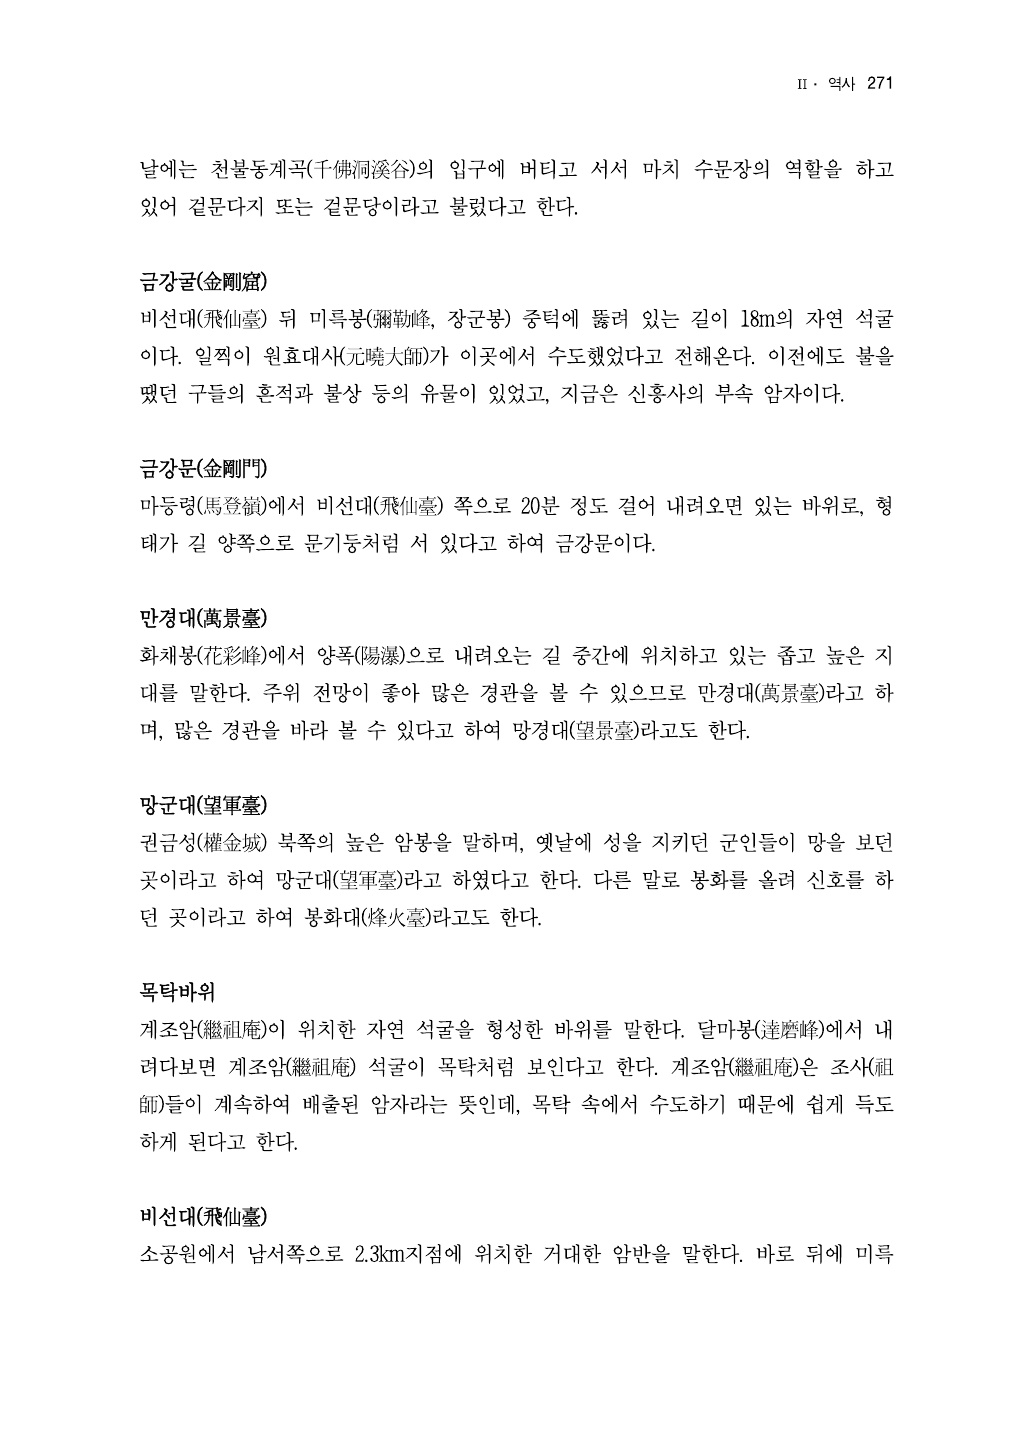 II · 역사 271
날에는 천불동계곡(千佛洞溪谷)의 입구에 버티고 서서 마치 수문장의 역할을 하고
있어 겉문다지 또는 겉문당이라고 불렀다고 한다.
금강굴(金剛窟)
비선대(飛仙臺) 뒤 미륵봉(彌勒峰, 장군봉) 중턱에 뚫려 있는 길이 18m의 자연 석굴
이다. 일찍이 원효대사(元曉大師)가 이곳에서 수도했었다고 전해온다. 이전에도 불을
땠던 구들의 흔적과 불상 등의 유물이 있었고, 지금은 신흥사의 부속 암자이다.
금강문(金剛門)
마등령(馬登嶺)에서 비선대(飛仙臺) 쪽으로 20분 정도 걸어 내려오면 있는 바위로, 형
태가 길 양쪽으로 문기둥처럼 서 있다고 하여 금강문이다.
만경대(萬景臺)
화채봉(花彩峰)에서 양폭(陽瀑)으로 내려오는 길 중간에 위치하고 있는 좁고 높은 지
대를 말한다. 주위 전망이 좋아 많은 경관을 볼 수 있으므로 만경대(萬景臺)라고 하
며, 많은 경관을 바라 볼 수 있다고 하여 망경대(望景臺)라고도 한다.
망군대(望軍臺)
권금성(權金城) 북쪽의 높은 암봉을 말하며, 옛날에 성을 지키던 군인들이 망을 보던
곳이라고 하여 망군대(望軍臺)라고 하였다고 한다. 다른 말로 봉화를 올려 신호를 하
던 곳이라고 하여 봉화대(烽火臺)라고도 한다.
목탁바위
계조암(繼祖庵)이 위치한 자연 석굴을 형성한 바위를 말한다. 달마봉(達磨峰)에서 내
려다보면 계조암(繼祖庵) 석굴이 목탁처럼 보인다고 한다. 계조암(繼祖庵)은 조사(祖
師)들이 계속하여 배출된 암자라는 뜻인데, 목탁 속에서 수도하기 때문에 쉽게 득도
하게 된다고 한다.
비선대(飛仙臺)
소공원에서 남서쪽으로 2.3km지점에 위치한 거대한 암반을 말한다. 바로 뒤에 미륵